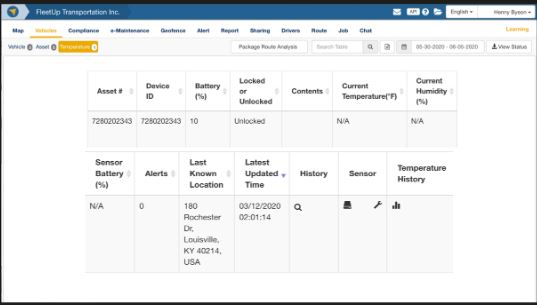 FleetUp Transportation Inc.
API
English
Henry Byson
Map Vehicles Compliance e-Maintenance Geofence Alert Report Sharing Drivers Route Job Chat Learning
Vehicle Asset Temperature Package Route Analysis Search Table 05-30-2020 - 06-05-2020 View Status
Asset # Device ID Battery (%) Locked or Unlocked Contents Current Temperature(°F) Current Humidity (%)
7280202343 7280202343 10 Unlocked N/A N/A
Sensor Battery (%) Alerts Last Known Location Latest Updated Time History Sensor Temperature History
N/A 0 180 Rochester Dr, Louisville, KY 40214, USA 03/12/2020 02:01:14